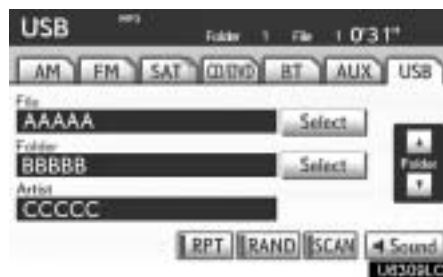 USB MP3 Folder 1 File 1 0'31"
AM FM SAT CD/DVD BT AUX USB
File
AAAAA Select
Folder
BBBBB Select
Folder
Artist
CCCCC
RPT RAND SCAN Sound
U8309LC